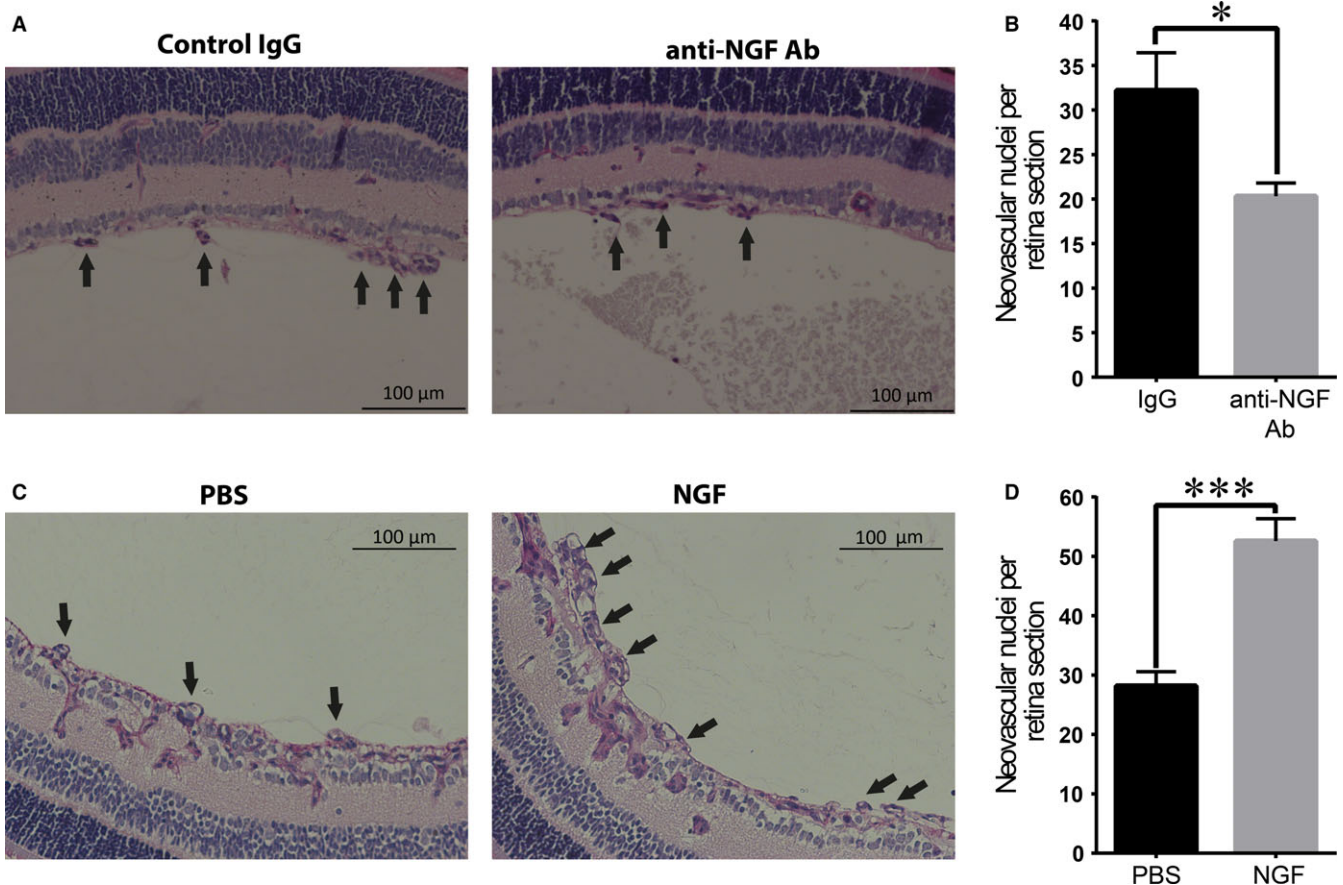 A
Control IgG
anti-NGF Ab
100 µm
100 µm
B
*
Neovascular nuclei per
retina section
40
35
30
25
20
15
10
5
0
IgG
anti-NGF
Ab
C
PBS
NGF
100 µm
100 µm
D
***
Neovascular nuclei per
retina section
60
50
40
30
20
10
0
PBS
NGF